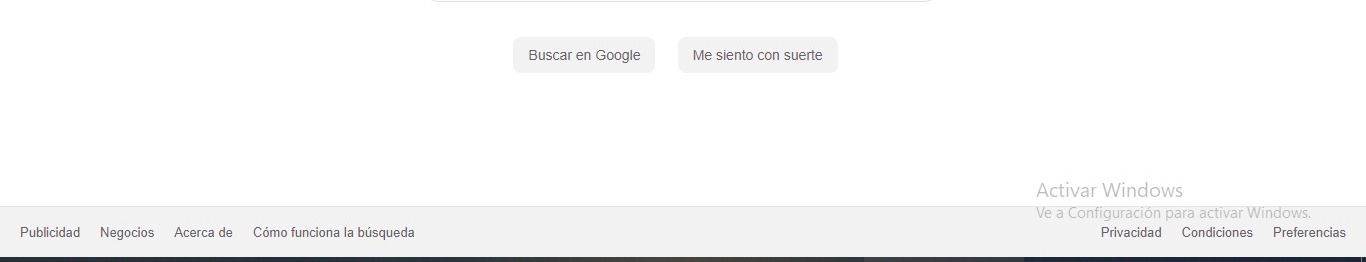 Buscar en Google
Me siento con suerte
Activar Windows
Ve a Configuración para activar Windows.
Publicidad Negocios Acerca de Cómo funciona la búsqueda Privacidad Condiciones Preferencias